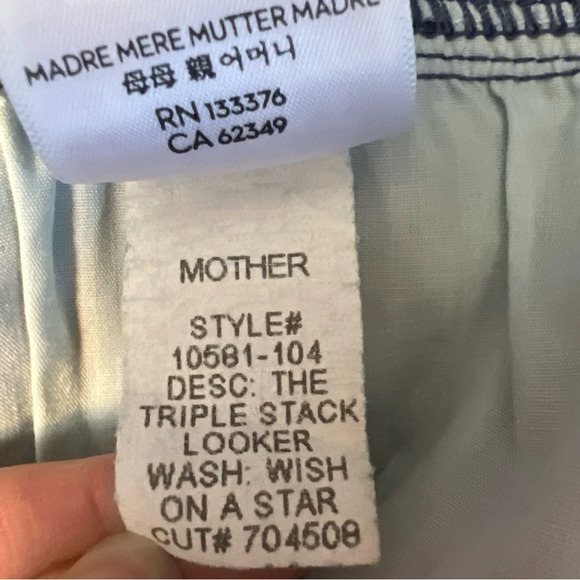 MADRE MERE MUTTER MADRE
母母 親 어머니
RN 133376
CA 62349
MOTHER
STYLE#
10581-104
DESC: THE
TRIPLE STACK
LOOKER
WASH: WISH
ON A STAR
CUT# 704508